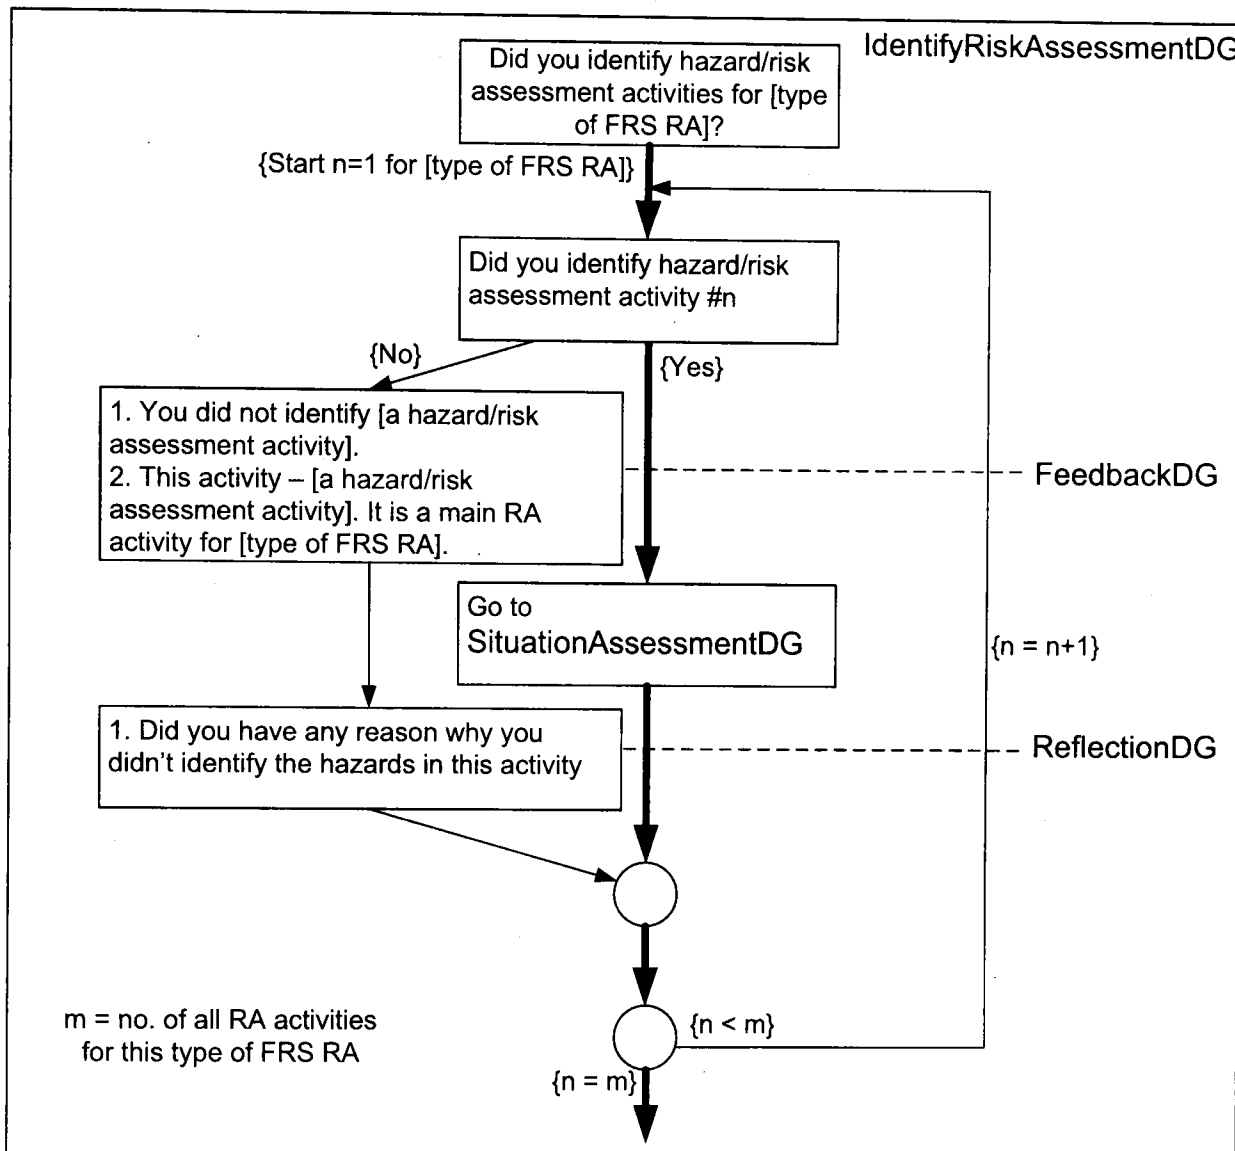 IdentifyRiskAssessmentDG
Did you identify hazard/risk
assessment activities for [type
of FRS RA]?
{Start n=1 for [type of FRS RA]}
Did you identify hazard/risk
assessment activity #n
{No}
{Yes}
1. You did not identify [a hazard/risk
assessment activity].
2. This activity – [a hazard/risk
assessment activity]. It is a main RA
activity for [type of FRS RA].
FeedbackDG
Go to
SituationAssessmentDG
{n = n+1}
1. Did you have any reason why you
didn't identify the hazards in this activity
ReflectionDG
m = no. of all RA activities
for this type of FRS RA
{n < m}
{n = m}